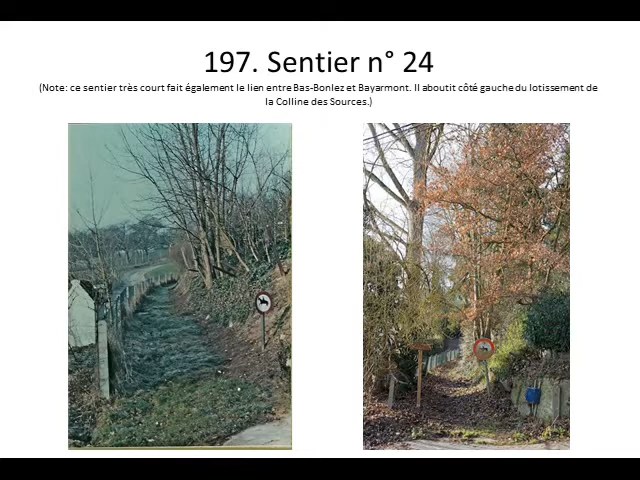 197. Sentier n° 24
(Note: ce sentier très court fait également le lien entre Bas-Bonlez et Bayarmont. Il aboutit côté gauche du lotissement de
la Colline des Sources.)